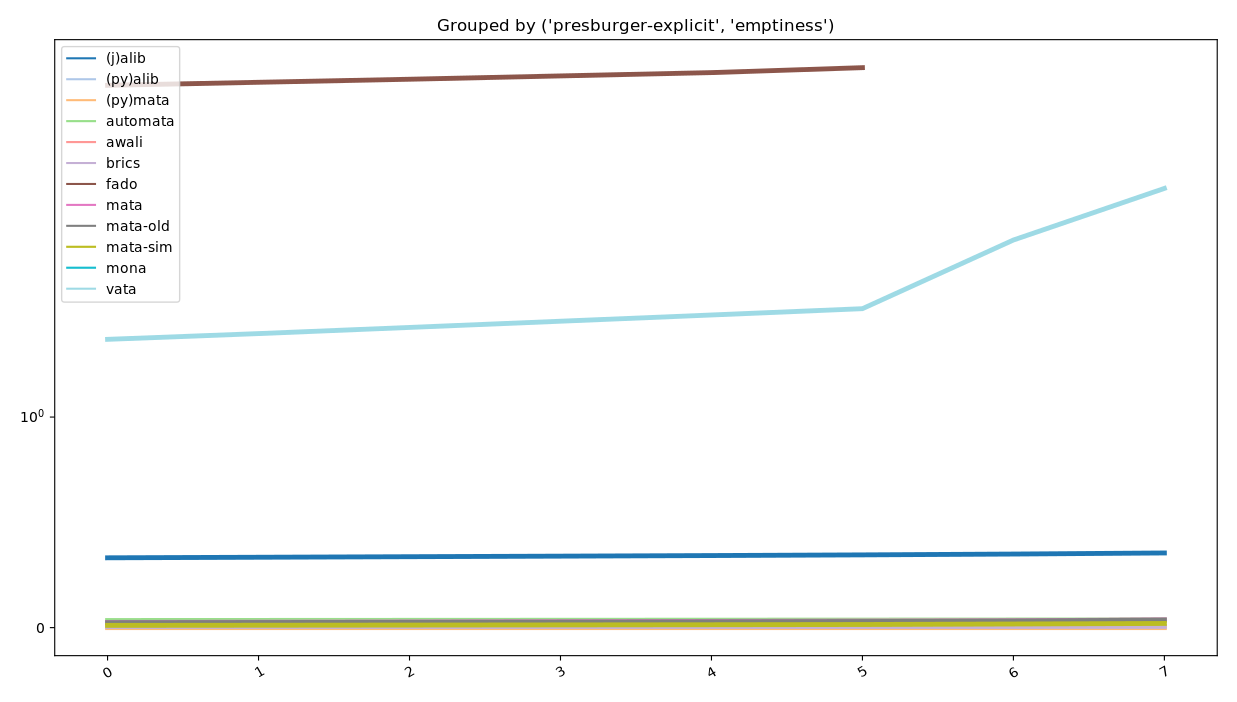 Grouped by ('presburger-explicit', 'emptiness')
(j)alib
(py)alib
(py)mata
automata
awali
brics
fado
mata
mata-old
mata-sim
mona
vata
10⁰
0
0 1 2 3 4 5 6 7